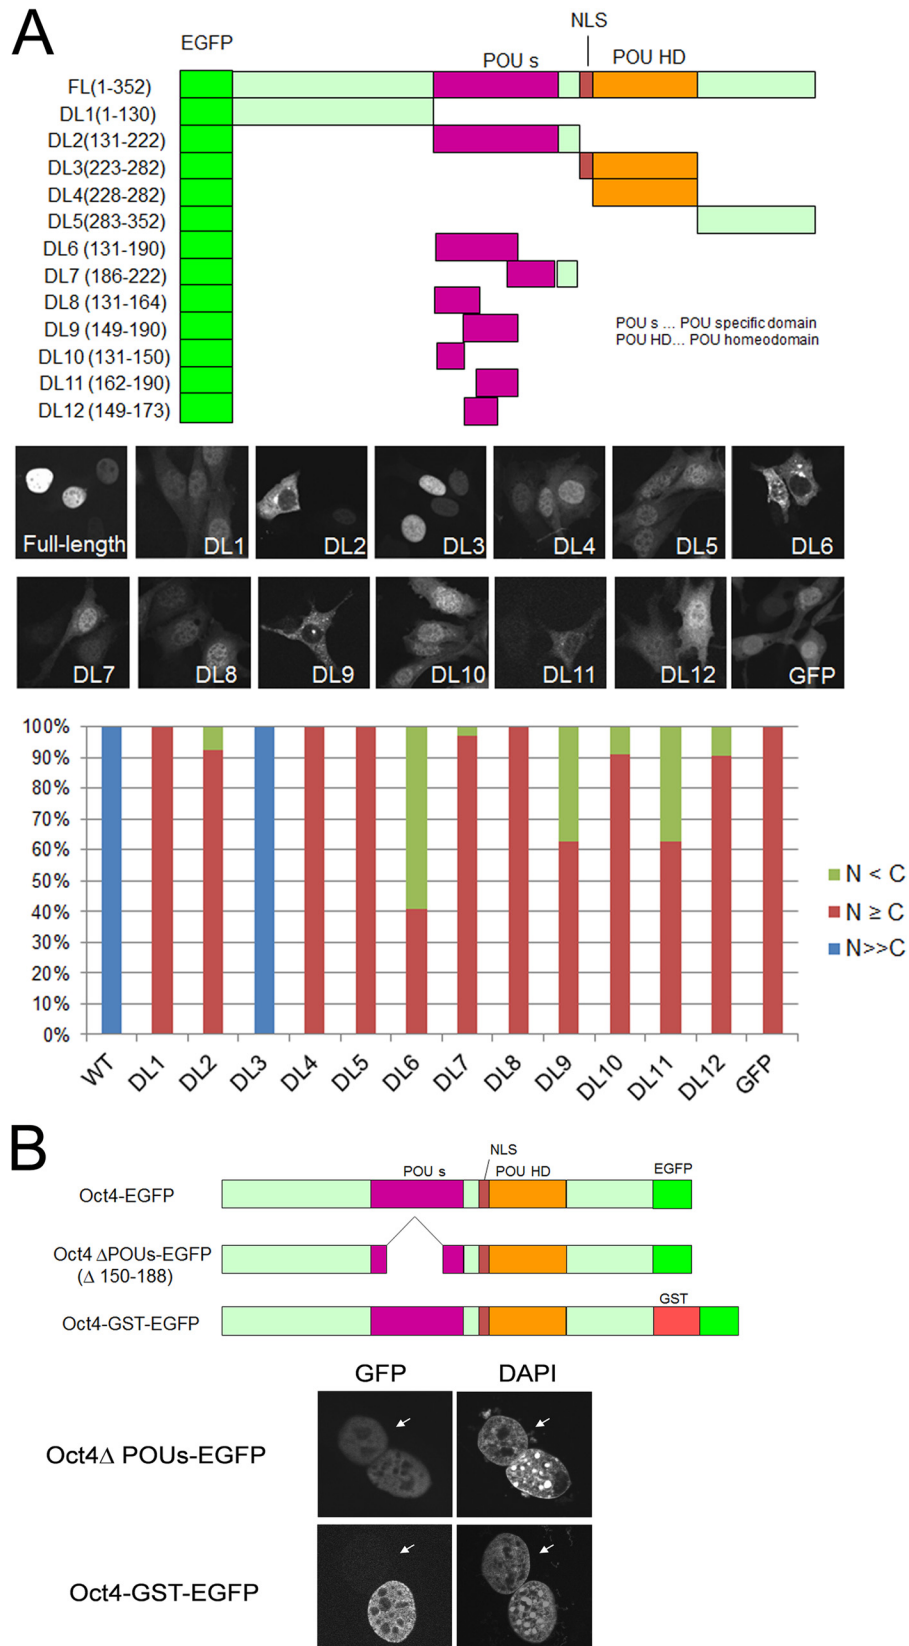 A
NLS
EGFP
POU s
POU HD
FL(1-352)
DL1(1-130)
DL2(131-222)
DL3(223-282)
DL4(228-282)
DL5(283-352)
DL6 (131-190)
DL7 (186-222)
DL8 (131-164)
DL9 (149-190)
DL10 (131-150)
DL11 (162-190)
DL12 (149-173)
POU s ... POU specific domain
POU HD... POU homeodomain
Full-length DL1 DL2 DL3 DL4 DL5 DL6
DL7 DL8 DL9 DL10 DL11 DL12 GFP
100%
90%
80%
70%
60%
50%
40%
30%
20%
10%
0%
N < C
N ≥ C
N>>C
WT DL1 DL2 DL3 DL4 DL5 DL6 DL7 DL8 DL9 DL10 DL11 DL12 GFP
B
NLS
POU s POU HD EGFP
Oct4-EGFP
Oct4 ΔPOUs-EGFP
(Δ 150-188)
GST
Oct4-GST-EGFP
GFP DAPI
Oct4Δ POUs-EGFP
Oct4-GST-EGFP